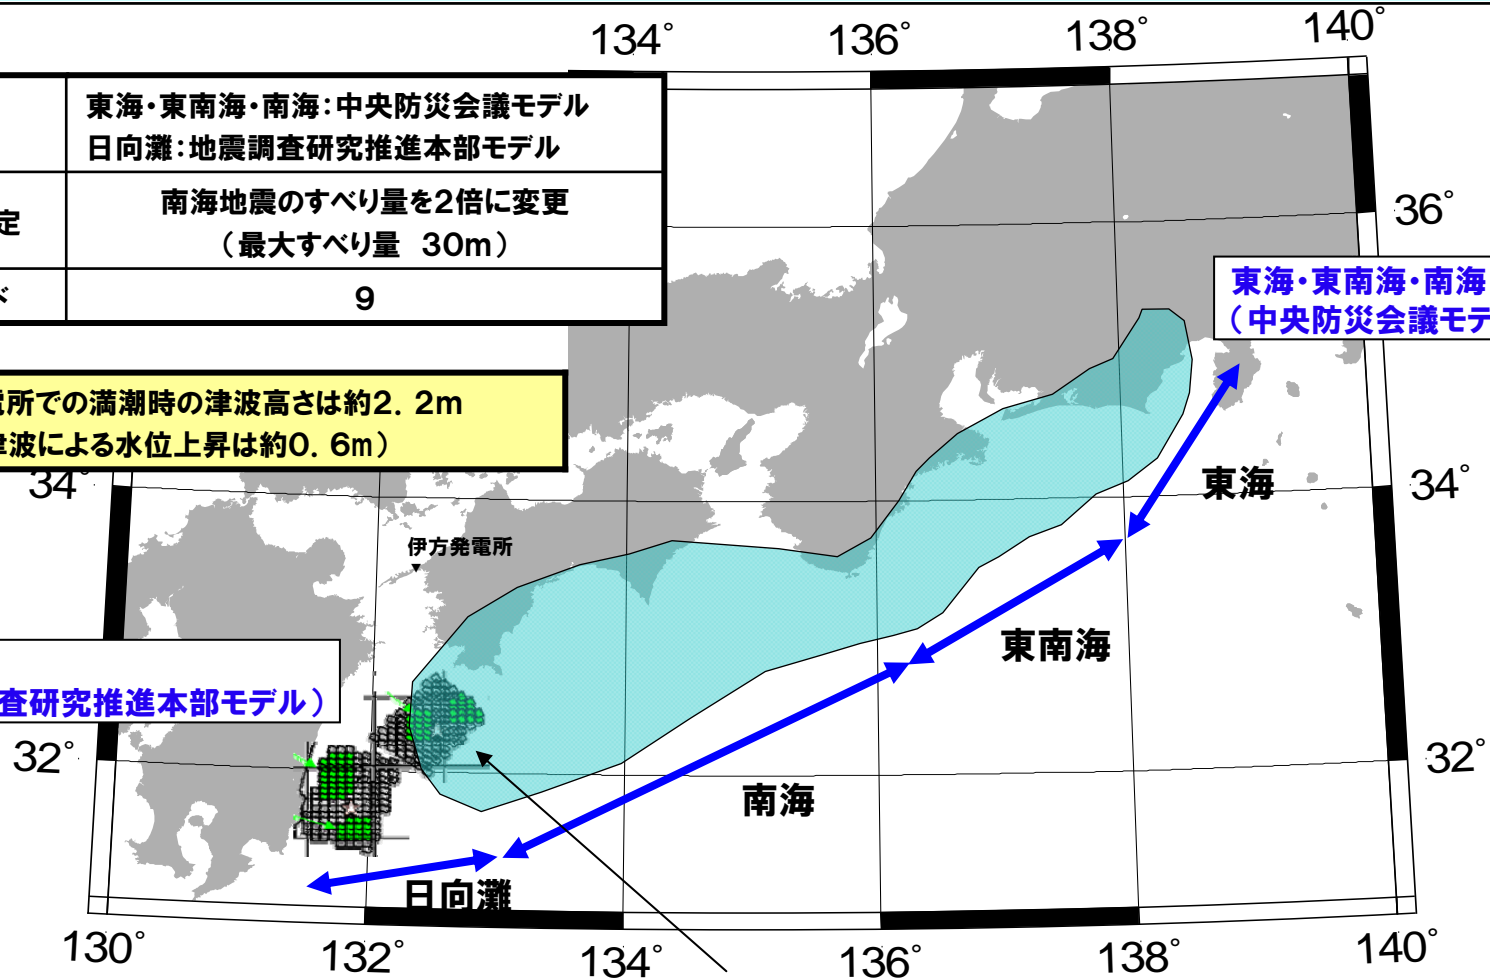 134° 136° 138° 140°
東海・東南海・南海:中央防災会議モデル
日向灘:地震調査研究推進本部モデル
定
南海地震のすべり量を2倍に変更
(最大すべり量 30m)
ド
9
36°
東海・東南海・南海
(中央防災会議モデ
電所での満潮時の津波高さは約2.2m
津波による水位上昇は約0.6m)
34°
34°
東海
伊方発電所
東南海
査研究推進本部モデル)
32°
32°
南海
日向灘
130° 132° 134° 136° 138° 140°